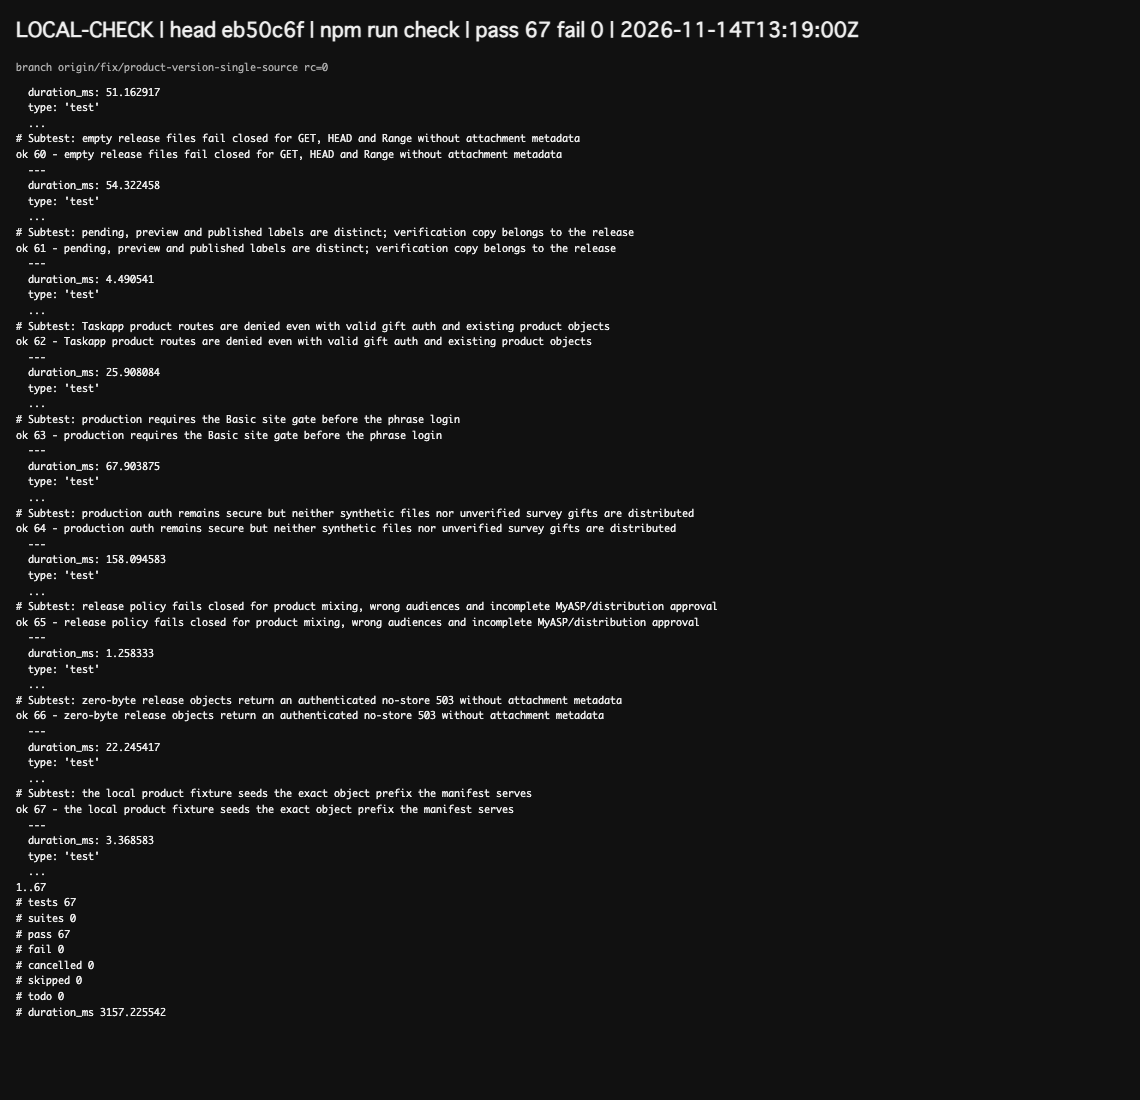 LOCAL-CHECK | head eb50c6f | npm run check | pass 67 fail 0 | 2026-11-14T13:19:00Z
branch origin/fix/product-version-single-source rc=0
duration_ms: 51.162917
type: 'test'
...
# Subtest: empty release files fail closed for GET, HEAD and Range without attachment metadata
ok 60 - empty release files fail closed for GET, HEAD and Range without attachment metadata
---
duration_ms: 54.322458
type: 'test'
...
# Subtest: pending, preview and published labels are distinct; verification copy belongs to the release
ok 61 - pending, preview and published labels are distinct; verification copy belongs to the release
---
duration_ms: 4.490541
type: 'test'
...
# Subtest: Taskapp product routes are denied even with valid gift auth and existing product objects
ok 62 - Taskapp product routes are denied even with valid gift auth and existing product objects
---
duration_ms: 25.908084
type: 'test'
...
# Subtest: production requires the Basic site gate before the phrase login
ok 63 - production requires the Basic site gate before the phrase login
---
duration_ms: 67.903875
type: 'test'
...
# Subtest: production auth remains secure but neither synthetic files nor unverified survey gifts are distributed
ok 64 - production auth remains secure but neither synthetic files nor unverified survey gifts are distributed
---
duration_ms: 158.094583
type: 'test'
...
# Subtest: release policy fails closed for product mixing, wrong audiences and incomplete MyASP/distribution approval
ok 65 - release policy fails closed for product mixing, wrong audiences and incomplete MyASP/distribution approval
---
duration_ms: 1.258333
type: 'test'
...
# Subtest: zero-byte release objects return an authenticated no-store 503 without attachment metadata
ok 66 - zero-byte release objects return an authenticated no-store 503 without attachment metadata
---
duration_ms: 22.245417
type: 'test'
...
# Subtest: the local product fixture seeds the exact object prefix the manifest serves
ok 67 - the local product fixture seeds the exact object prefix the manifest serves
---
duration_ms: 3.368583
type: 'test'
...
1..67
# tests 67
# suites 0
# pass 67
# fail 0
# cancelled 0
# skipped 0
# todo 0
# duration_ms 3157.225542